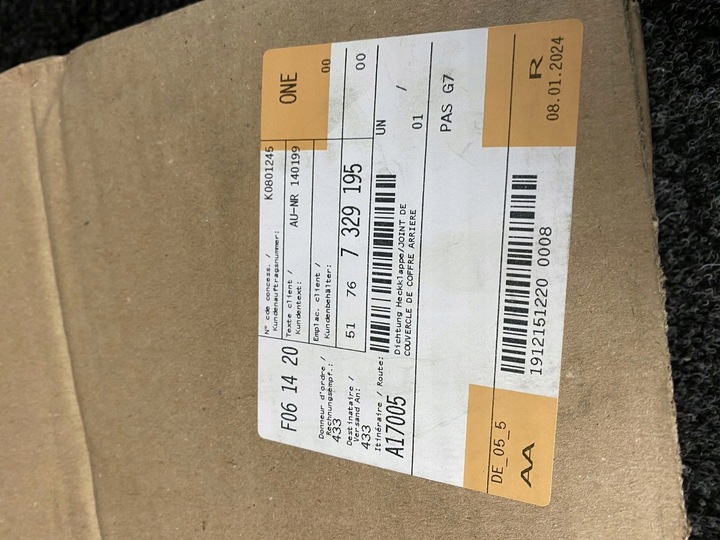 F06 14 20
N° cde concess. /
Kundenauftragsnummer:
K0801245
ONE
Texte client /
Kundentext:
AU-NR 140199
Emplac. client /
Kundenbehälter:
00
Donneur d'ordre /
Rechnungsempf.:
433
Destinataire /
Versand An:
433
51 76 7 329 195
00
Itinéraire / Route:
A17005
UN
Dichtung Heckklappe/JOINT DE
COUVERCLE DE COFFRE ARRIERE
/
01
PAS G7
DE_05_5
AA
1912151220 0008
R
08.01.2024